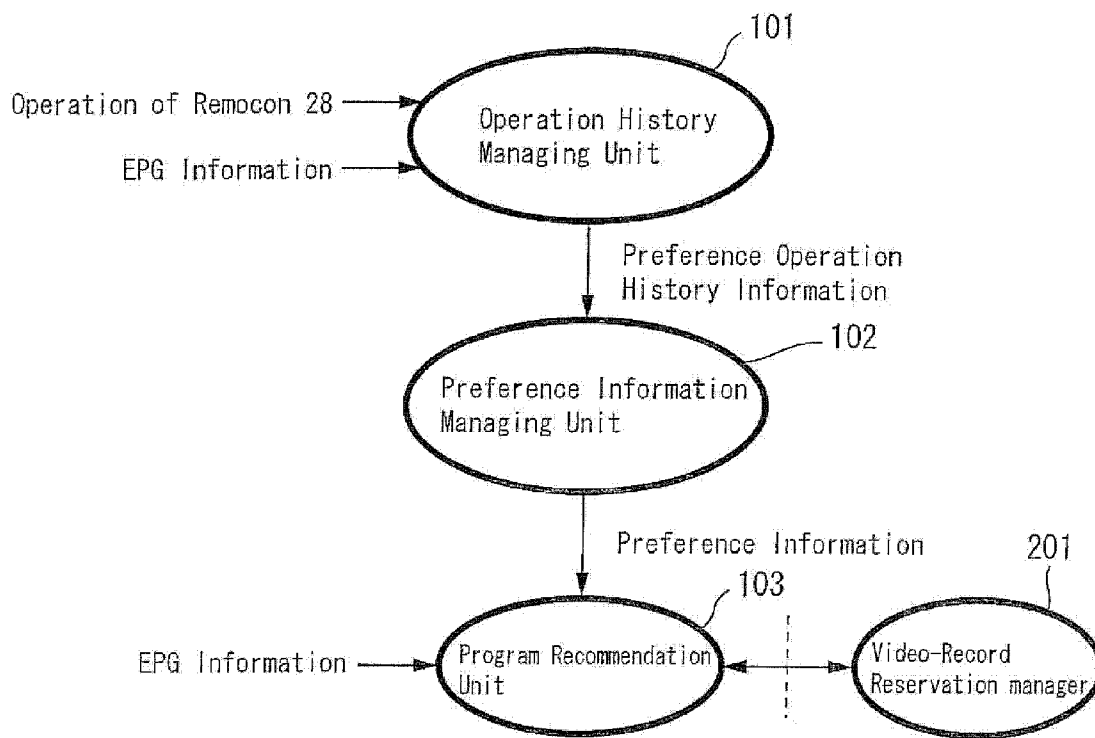 101
Operation of Remocon 28
Operation History
Managing Unit
EPG Information
Preference Operation
History Information
102
Preference Information
Managing Unit
Preference Information
201
103
EPG Information
Program Recommendation
Unit
Video-Record
Reservation manager